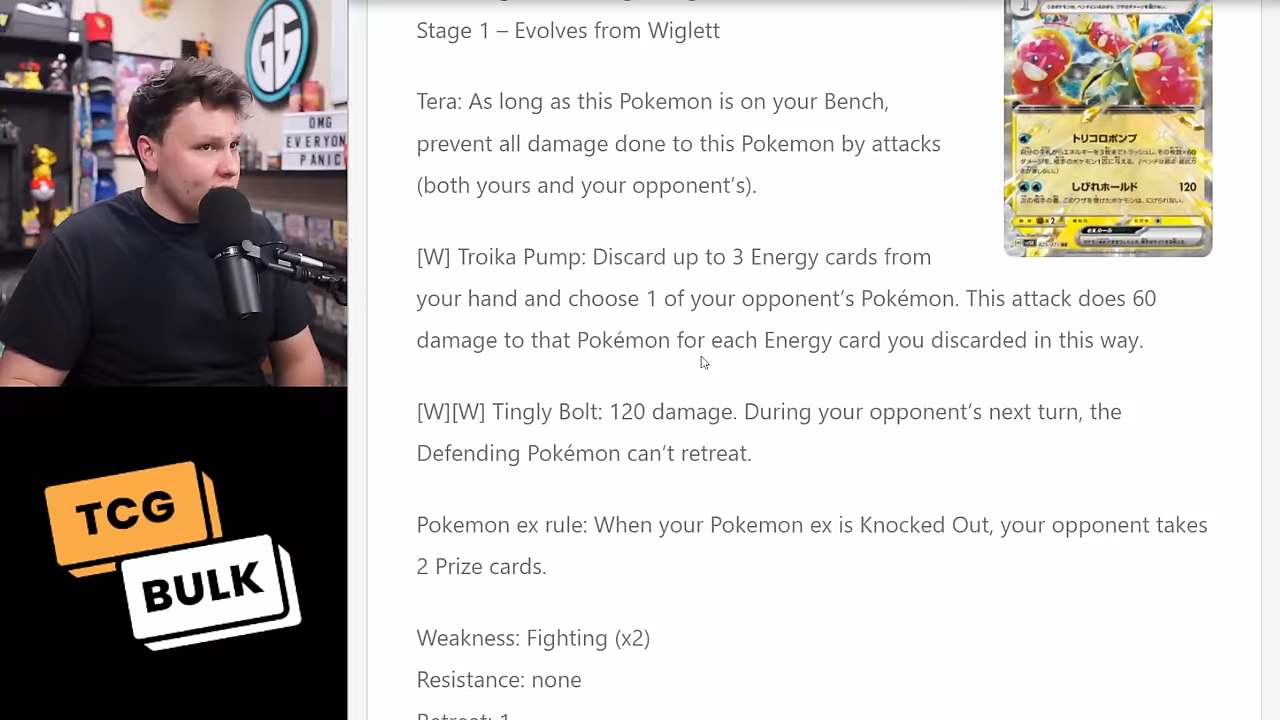 Stage 1 – Evolves from Wiglett
Tera: As long as this Pokemon is on your Bench,
prevent all damage done to this Pokemon by attacks
(both yours and your opponent’s).
[W] Troika Pump: Discard up to 3 Energy cards from
your hand and choose 1 of your opponent’s Pokémon. This attack does 60
damage to that Pokémon for each Energy card you discarded in this way.
[W][W] Tingly Bolt: 120 damage. During your opponent’s next turn, the
Defending Pokémon can’t retreat.
Pokemon ex rule: When your Pokemon ex is Knocked Out, your opponent takes
2 Prize cards.
Weakness: Fighting (x2)
Resistance: none
Retreat: 1
トリコロポンプ
しびれホールド 120
GG
OMG
EVERYON
PANIC
TCG
BULK